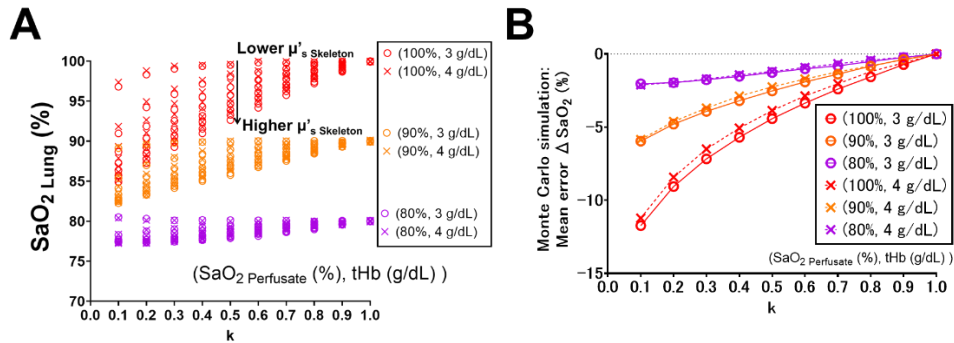 A
SaO2 Lung (%)
100
95
90
85
80
75
70
0.0 0.1 0.2 0.3 0.4 0.5 0.6 0.7 0.8 0.9 1.0
k
Lower μ's Skeleton
Higher μ's Skeleton
(100%, 3 g/dL)
(100%, 4 g/dL)
(90%, 3 g/dL)
(90%, 4 g/dL)
(80%, 3 g/dL)
(80%, 4 g/dL)
(SaO2 Perfusate (%), tHb (g/dL) )
B
Monte Carlo simulation:
Mean error Δ SaO2 (%)
0
−5
−10
−15
0.0 0.1 0.2 0.3 0.4 0.5 0.6 0.7 0.8 0.9 1.0
k
(100%, 3 g/dL)
(90%, 3 g/dL)
(80%, 3 g/dL)
(100%, 4 g/dL)
(90%, 4 g/dL)
(80%, 4 g/dL)
(SaO2 Perfusate (%), tHb (g/dL) )